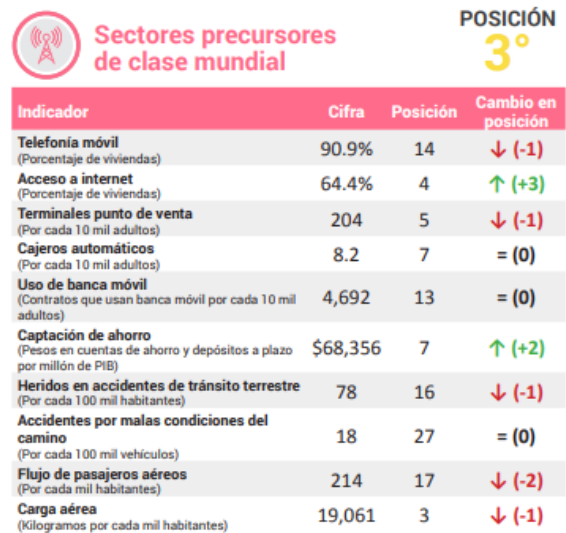 POSICIÓN
Sectores precursores
de clase mundial
3°
Indicador Cifra Posición Cambio en posición
Telefonía móvil
(Porcentaje de viviendas) 90.9% 14 ↓ (-1)
Acceso a internet
(Porcentaje de viviendas) 64.4% 4 ↑ (+3)
Terminales punto de venta
(Por cada 10 mil adultos) 204 5 ↓ (-1)
Cajeros automáticos
(Por cada 10 mil adultos) 8.2 7 = (0)
Uso de banca móvil
(Contratos que usan banca móvil por cada 10 mil
adultos) 4,692 13 = (0)
Captación de ahorro
(Pesos en cuentas de ahorro y depósitos a plazo
por millón de PIB) $68,356 7 ↑ (+2)
Heridos en accidentes de tránsito terrestre
(Por cada 100 mil habitantes) 78 16 ↓ (-1)
Accidentes por malas condiciones del
camino
(Por cada 100 mil vehículos) 18 27 = (0)
Flujo de pasajeros aéreos
(Por cada mil habitantes) 214 17 ↓ (-2)
Carga aérea
(Kilogramos por cada mil habitantes) 19,061 3 ↓ (-1)